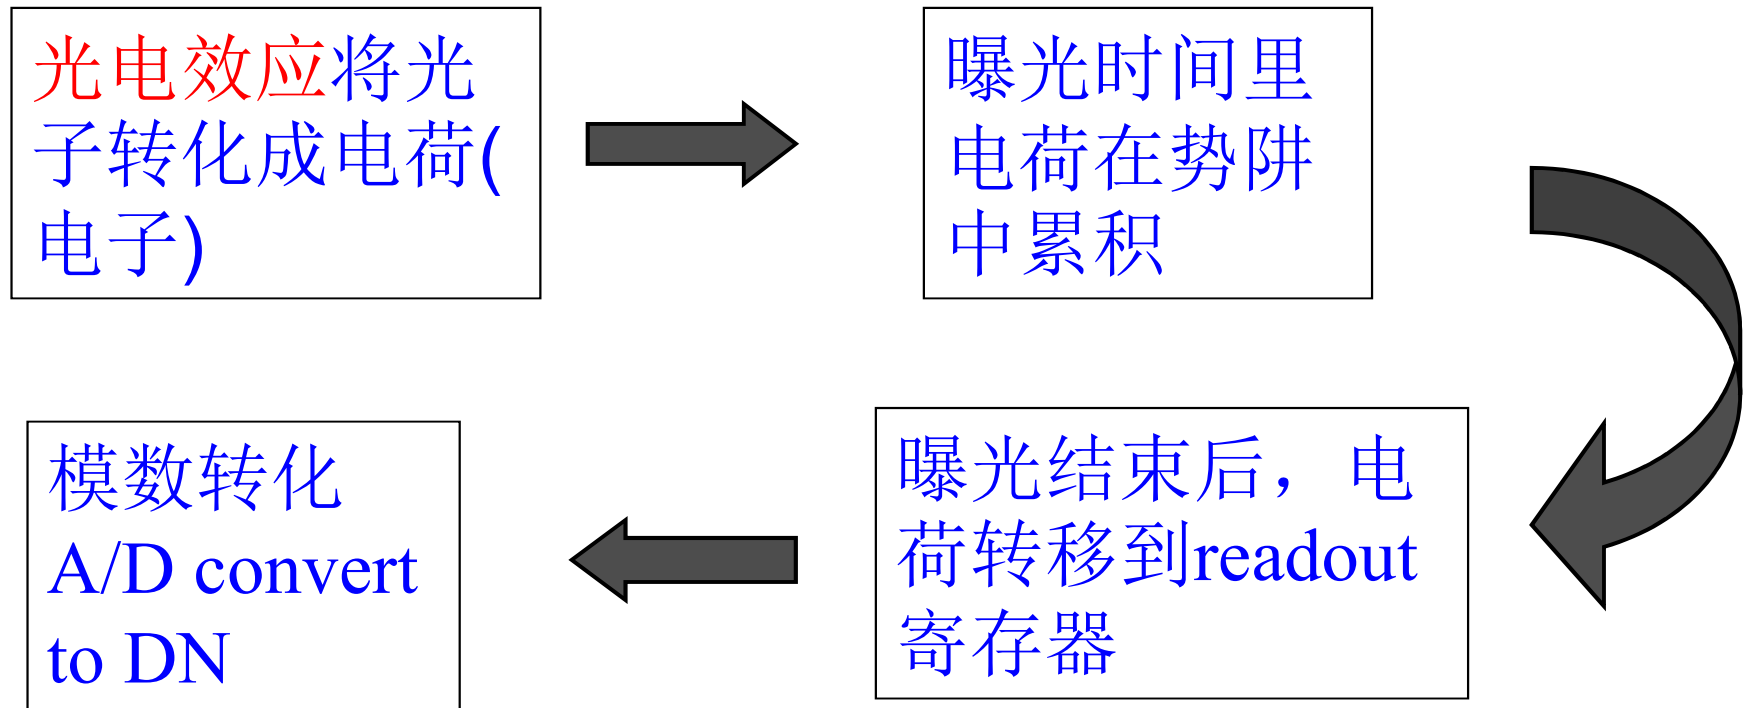 光电效应将光
子转化成电荷(
电子)
曝光时间里
电荷在势阱
中累积
曝光结束后，电
荷转移到readout
寄存器
模数转化
A/D convert
to DN